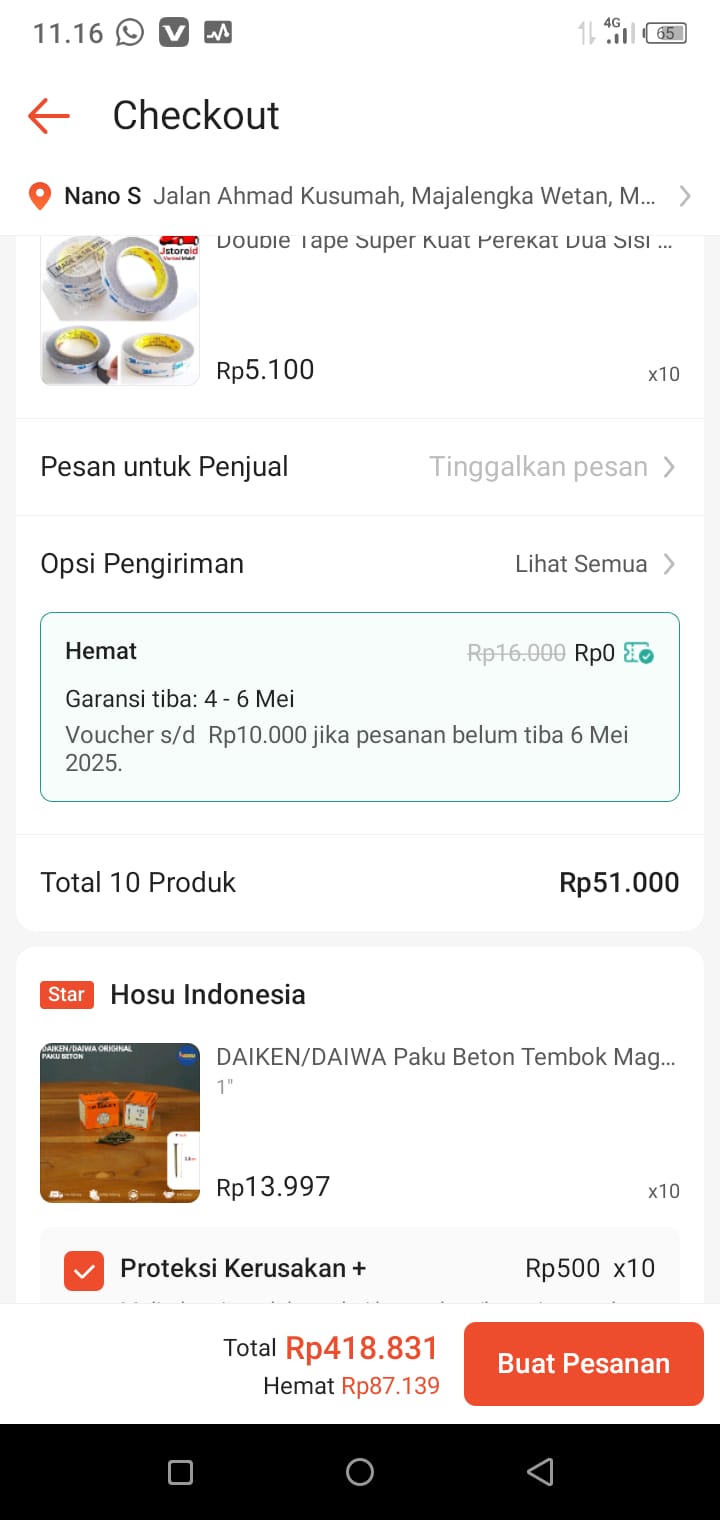 11.16
4G
65
Checkout
Nano S Jalan Ahmad Kusumah, Majalengka Wetan, M...
Double Tape Super Kuat Perekat Dua Sisi ...
Jstoreid
Rp5.100
x10
Pesan untuk Penjual
Tinggalkan pesan
Opsi Pengiriman
Lihat Semua
Hemat
Rp16.000 Rp0
Garansi tiba: 4 - 6 Mei
Voucher s/d Rp10.000 jika pesanan belum tiba 6 Mei
2025.
Total 10 Produk
Rp51.000
Star Hosu Indonesia
DAIKEN/DAIWA ORIGINAL
PAKU BETON
DAIKEN/DAIWA Paku Beton Tembok Mag...
1"
Rp13.997
x10
Proteksi Kerusakan +
Rp500 x10
Total Rp418.831
Hemat Rp87.139
Buat Pesanan